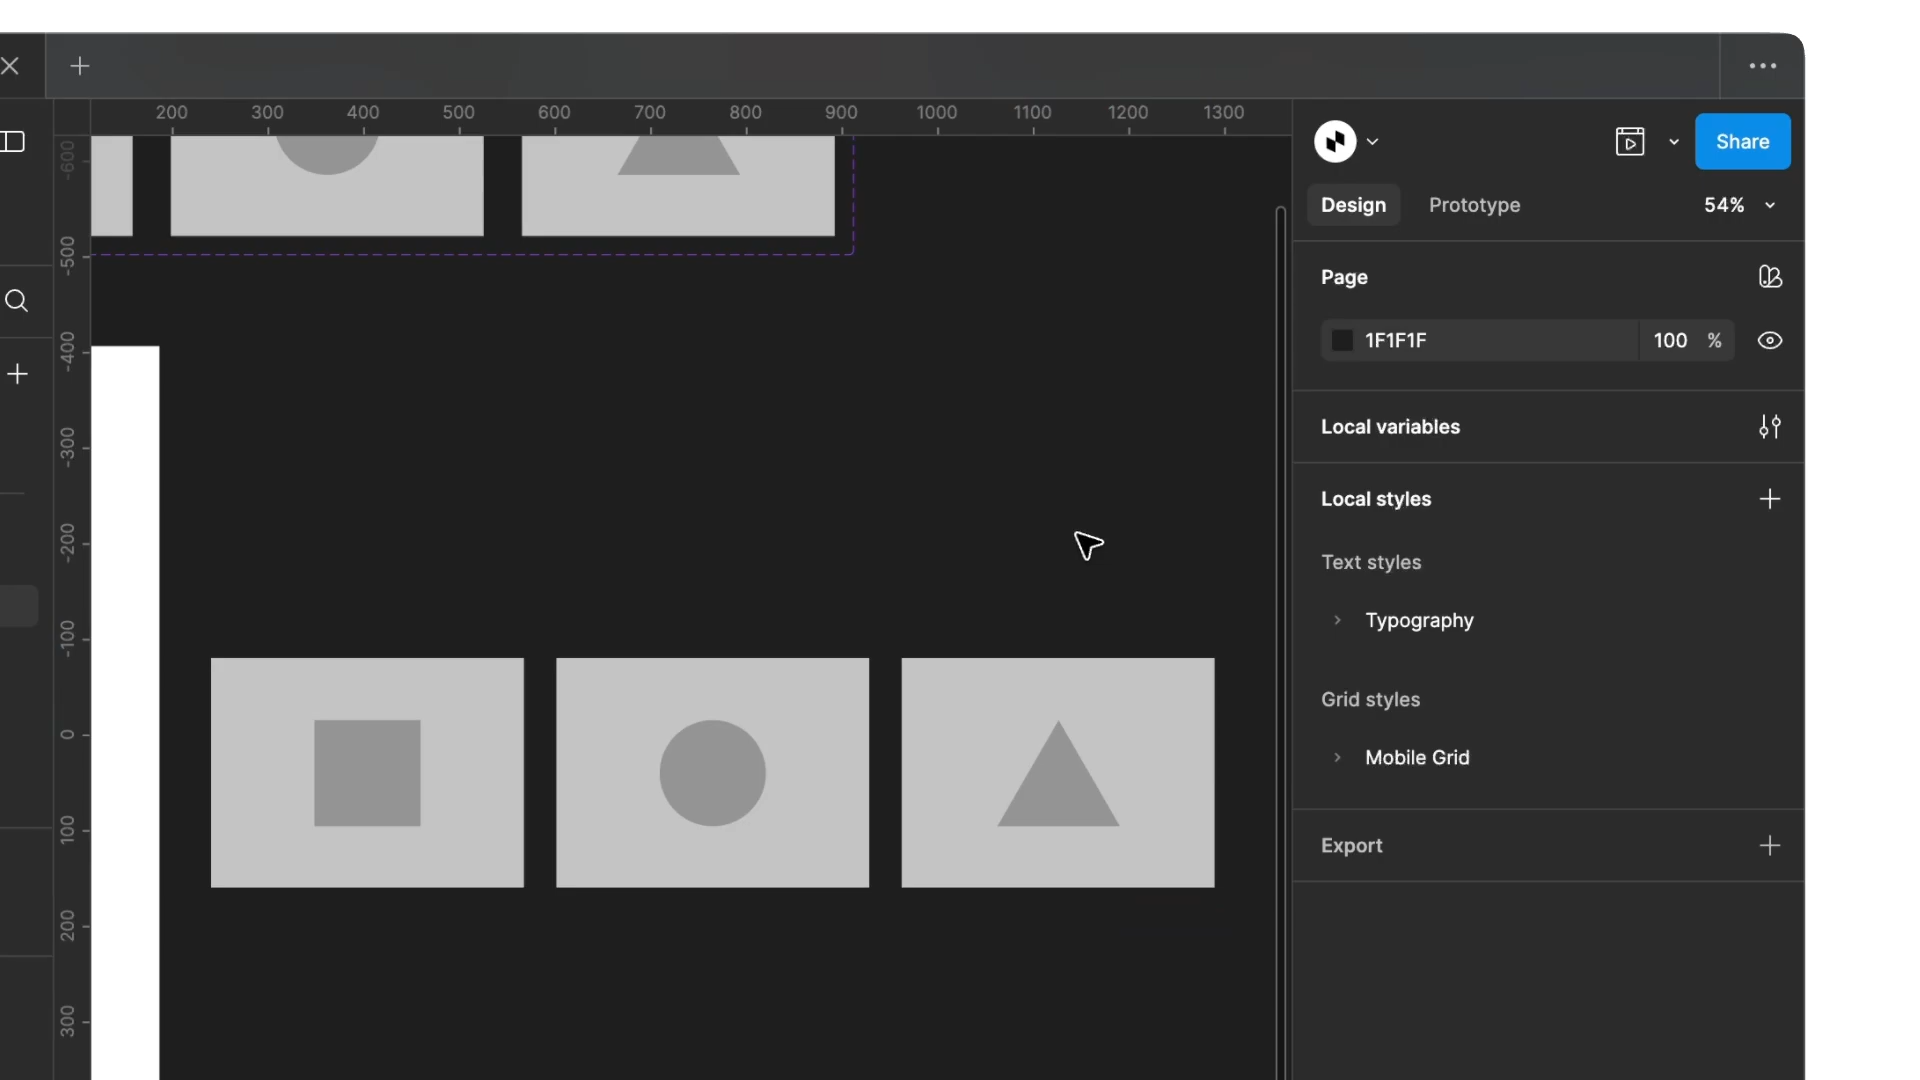 200 300 400 500 600 700 800 900 1000 1100 1200 1300
-600
-500
-400
-300
-200
-100
0
100
200
300
Share
Design Prototype 54%
Page
1F1F1F 100 %
Local variables
Local styles
Text styles
Typography
Grid styles
Mobile Grid
Export